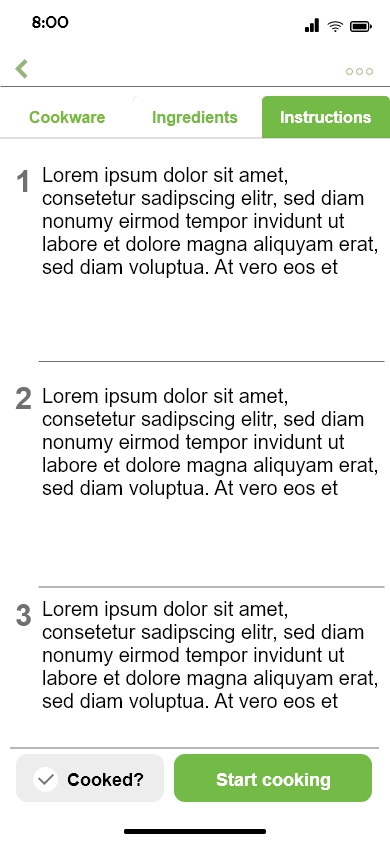 8:00
Cookware Ingredients Instructions
1 Lorem ipsum dolor sit amet,
consetetur sadipscing elitr, sed diam
nonumy eirmod tempor invidunt ut
labore et dolore magna aliquyam erat,
sed diam voluptua. At vero eos et
2 Lorem ipsum dolor sit amet,
consetetur sadipscing elitr, sed diam
nonumy eirmod tempor invidunt ut
labore et dolore magna aliquyam erat,
sed diam voluptua. At vero eos et
3 Lorem ipsum dolor sit amet,
consetetur sadipscing elitr, sed diam
nonumy eirmod tempor invidunt ut
labore et dolore magna aliquyam erat,
sed diam voluptua. At vero eos et
Cooked? Start cooking